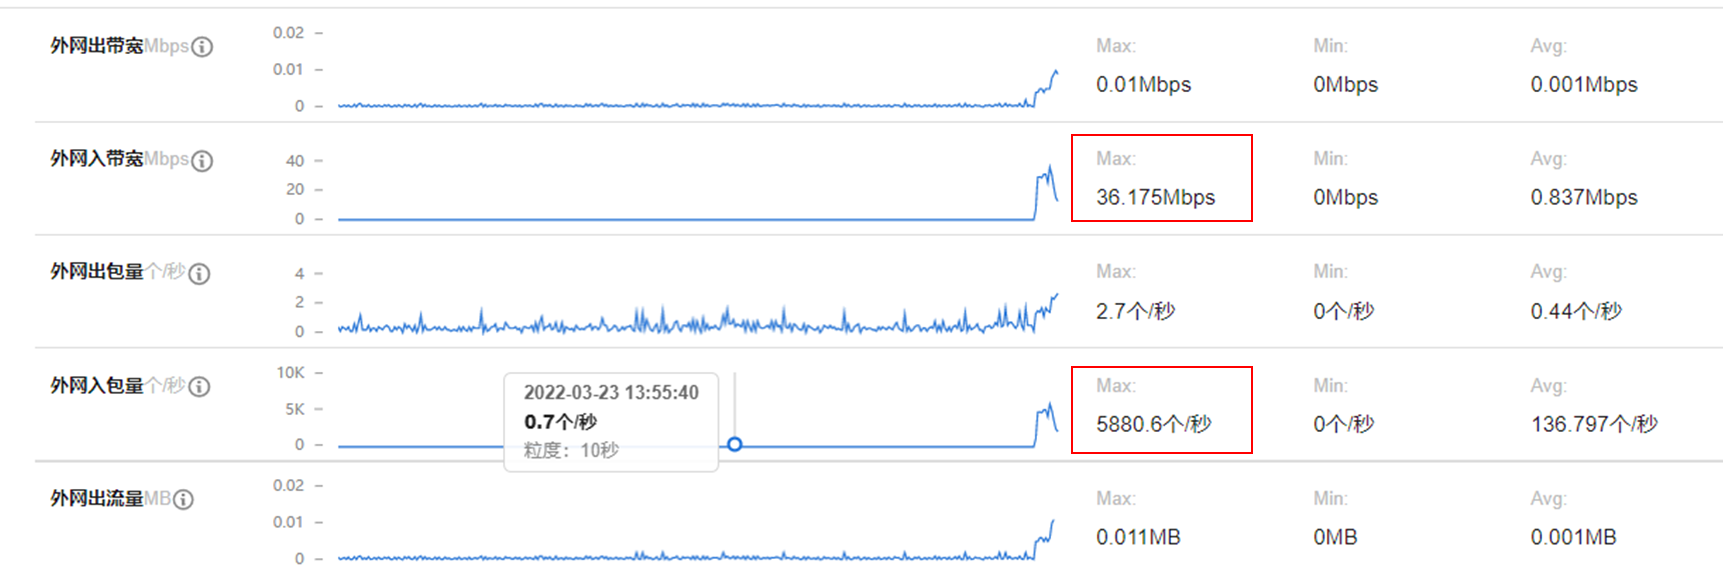 外网出带宽Mbps
0.02
0.01
0
Max:
0.01Mbps
Min:
0Mbps
Avg:
0.001Mbps
外网入带宽Mbps
40
20
0
Max:
36.175Mbps
Min:
0Mbps
Avg:
0.837Mbps
外网出包量个/秒
4
2
0
Max:
2.7个/秒
Min:
0个/秒
Avg:
0.44个/秒
外网入包量个/秒
10K
5K
0
2022-03-23 13:55:40
0.7个/秒
粒度：10秒
Max:
5880.6个/秒
Min:
0个/秒
Avg:
136.797个/秒
外网出流量MB
0.02
0.01
0
Max:
0.011MB
Min:
0MB
Avg:
0.001MB